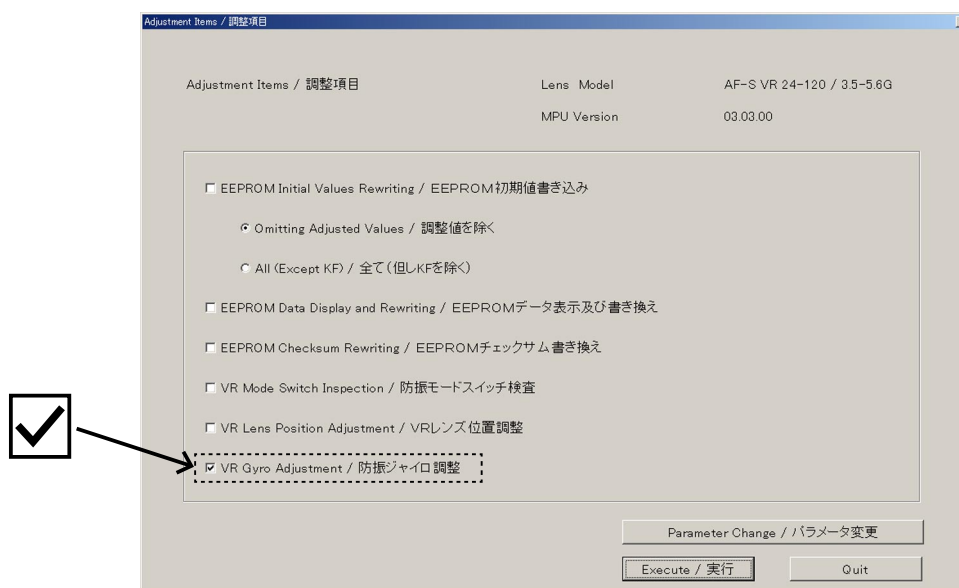 Adjustment Items / 調整項目
Adjustment Items / 調整項目
Lens Model AF-S VR 24-120 / 3.5-5.6G
MPU Version 03.03.00
EEPROM Initial Values Rewriting / EEPROM初期値書き込み
Omitting Adjusted Values / 調整値を除く
All (Except KF) / 全て(但しKFを除く)
EEPROM Data Display and Rewriting / EEPROMデータ表示及び書き換え
EEPROM Checksum Rewriting / EEPROMチェックサム書き換え
VR Mode Switch Inspection / 防振モードスイッチ検査
VR Lens Position Adjustment / VRレンズ位置調整
VR Gyro Adjustment / 防振ジャイロ調整
Parameter Change / パラメータ変更
Execute / 実行
Quit